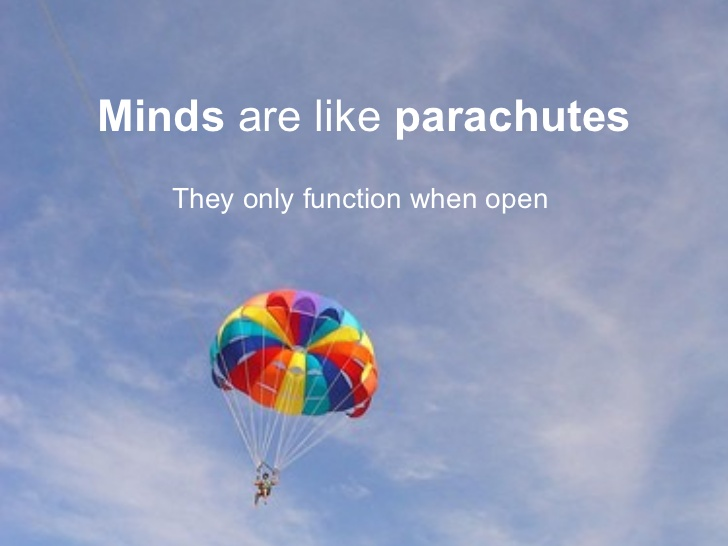 Minds are like parachutes
They only function when open